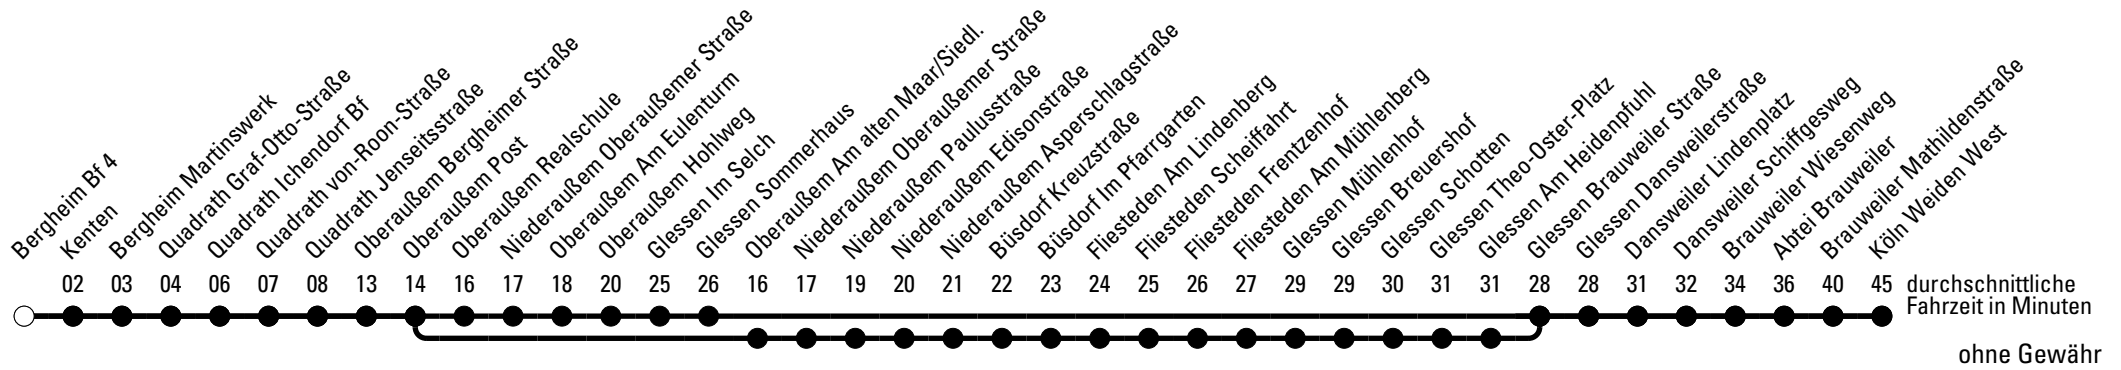 Bergheim Bf 4
Kenten
Bergheim Martinswerk
Quadrath Graf-Otto-Straße
Quadrath Ichendorf Bf
Quadrath von-Roon-Straße
Quadrath Jenseitsstraße
Oberaußem Bergheimer Straße
Oberaußem Post
Oberaußem Realschule
Niederaußem Oberaußemer Straße
Oberaußem Am Eulenturm
Oberaußem Hohlweg
Glessen Im Selch
Glessen Sommerhaus
Oberaußem Am alten Maar/Siedl.
Niederaußem Oberaußemer Straße
Niederaußem Paulusstraße
Niederaußem Edisonstraße
Niederaußem Asperschlagstraße
Büsdorf Kreuzstraße
Büsdorf Im Pfarrgarten
Fliesteden Am Lindenberg
Fliesteden Scheiffahrt
Fliesteden Frentzenhof
Fliesteden Am Mühlenberg
Glessen Mühlenhof
Glessen Breuershof
Glessen Schotten
Glessen Theo-Oster-Platz
Glessen Am Heidenpfuhl
Glessen Brauweiler Straße
Glessen Dansweilerstraße
Dansweiler Lindenplatz
Dansweiler Schiffgesweg
Brauweiler Wiesenweg
Abtei Brauweiler
Brauweiler Mathildenstraße
Köln Weiden West
02 03 04 06 07 08 13 14 16 17 18 20 25 26 16 17 19 20 21 22 23 24 25 26 27 29 29 30 31 31 28 28 31 32 34 36 40 45 durchschnittliche
Fahrzeit in Minuten
ohne Gewähr